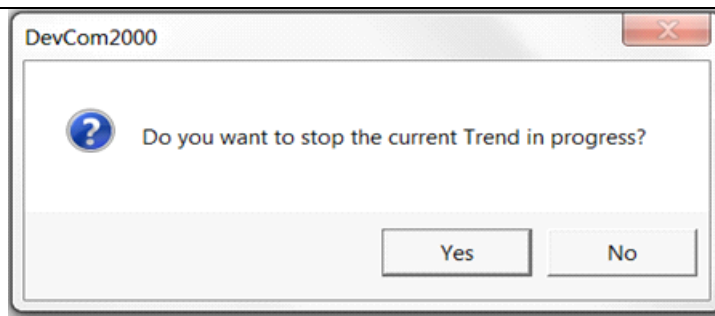 DevCom2000
Do you want to stop the current Trend in progress?
Yes
No